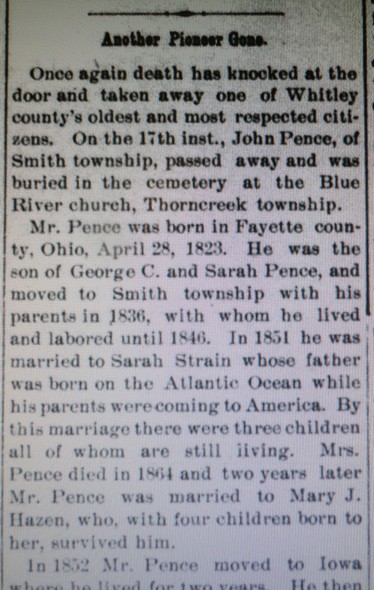 Another Pioneer Gone.
Once again death has knocked at the
door and taken away one of Whitley
county's oldest and most respected citi-
zens. On the 17th inst., John Pence, of
Smith township, passed away and was
buried in the cemetery at the Blue
River church, Thorncreek township.
Mr. Pence was born in Fayette coun-
ty, Ohio, April 28, 1823. He was the
son of George C. and Sarah Pence, and
moved to Smith township with his
parents in 1836, with whom he lived
and labored until 1846. In 1851 he was
married to Sarah Strain whose father
was born on the Atlantic Ocean while
his parents were coming to America. By
this marriage there were three children
all of whom are still living. Mrs.
Pence died in 1864 and two years later
Mr. Pence was married to Mary J.
Hazen, who, with four children born to
her, survived him.
In 1852 Mr. Pence moved to Iowa
where he lived for two years. He then